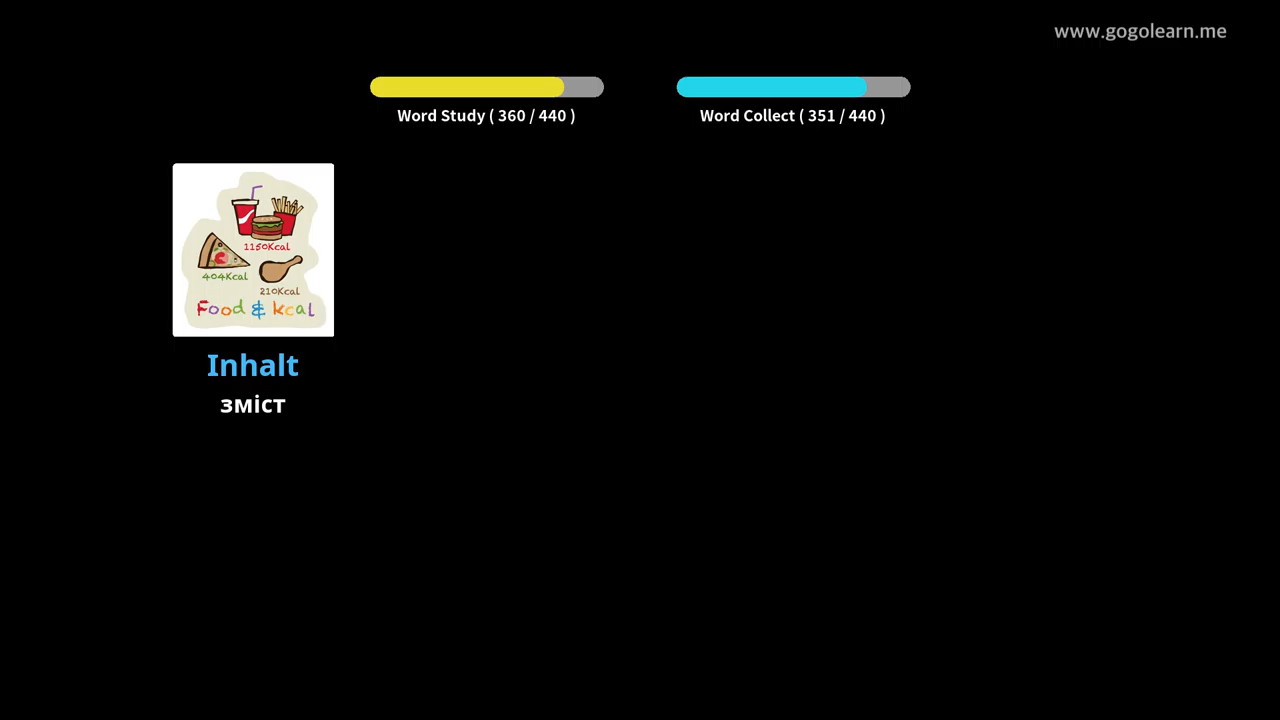 www.gogolearn.me
Word Study ( 360 / 440 )
Word Collect ( 351 / 440 )
1150Kcal
404Kcal
210Kcal
Food & kcal
Inhalt
зміст